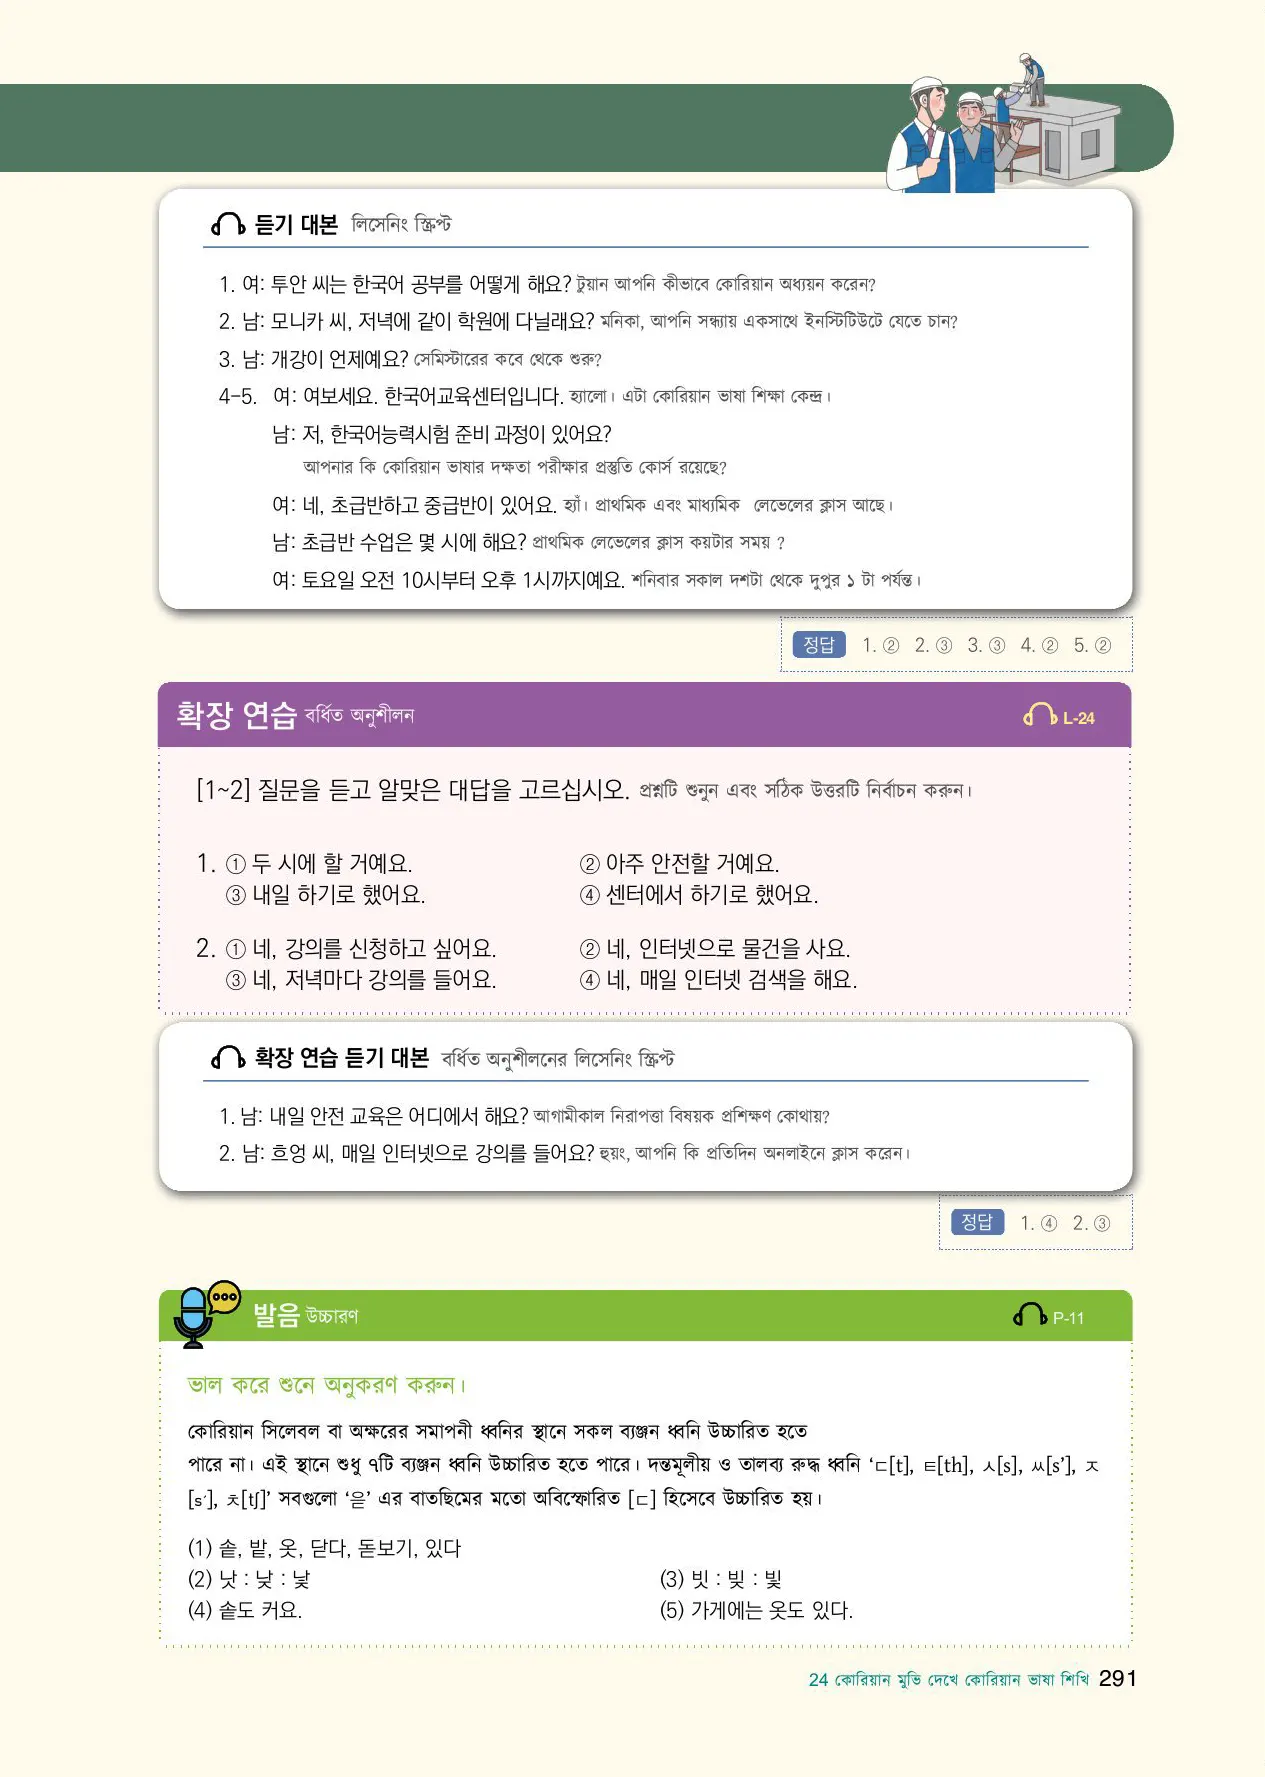 듣기 대본 লিসেনিং স্ক্রিপ্ট
1. 여: 투안 씨는 한국어 공부를 어떻게 해요? টুয়ান আপনি কীভাবে কোরিয়ান অধ্যয়ন করেন?
2. 남: 모니카 씨, 저녁에 같이 학원에 다닐래요? মনিকা, আপনি সন্ধ্যায় একসাথে ইনস্টিটিউটে যেতে চান?
3. 남: 개강이 언제예요? সেমিস্টারের কবে থেকে শুরু?
4-5. 여: 여보세요. 한국어교육센터입니다. হ্যালো। এটা কোরিয়ান ভাষা শিক্ষা কেন্দ্র।
남: 저, 한국어능력시험 준비 과정이 있어요?
আপনার কি কোরিয়ান ভাষার দক্ষতা পরীক্ষার প্রস্তুতি কোর্স রয়েছে?
여: 네, 초급반하고 중급반이 있어요. হ্যাঁ। প্রাথমিক এবং মাধ্যমিক লেভেলের ক্লাস আছে।
남: 초급반 수업은 몇 시에 해요? প্রাথমিক লেভেলের ক্লাস কয়টার সময় ?
여: 토요일 오전 10시부터 오후 1시까지예요. শনিবার সকাল দশটা থেকে দুপুর ১ টা পর্যন্ত।
정답 1. ② 2. ③ 3. ③ 4. ② 5. ②
확장 연습 বর্ধিত অনুশীলন L-24
[1~2] 질문을 듣고 알맞은 대답을 고르십시오. প্রশ্নটি শুনুন এবং সঠিক উত্তরটি নির্বাচন করুন।
1. ① 두 시에 할 거예요. ② 아주 안전할 거예요.
③ 내일 하기로 했어요. ④ 센터에서 하기로 했어요.
2. ① 네, 강의를 신청하고 싶어요. ② 네, 인터넷으로 물건을 사요.
③ 네, 저녁마다 강의를 들어요. ④ 네, 매일 인터넷 검색을 해요.
확장 연습 듣기 대본 বর্ধিত অনুশীলনের লিসেনিং স্ক্রিপ্ট
1. 남: 내일 안전 교육은 어디에서 해요? আগামীকাল নিরাপত্তা বিষয়ক প্রশিক্ষণ কোথায়?
2. 남: 흐엉 씨, 매일 인터넷으로 강의를 들어요? হুয়ং, আপনি কি প্রতিদিন অনলাইনে ক্লাস করেন।
정답 1. ④ 2. ③
발음 উচ্চারণ P-11
ভাল করে শুনে অনুকরণ করুন।
কোরিয়ান সিলেবল বা অক্ষরের সমাপনী ধ্বনির স্থানে সকল ব্যঞ্জন ধ্বনি উচ্চারিত হতে
পারে না। এই স্থানে শুধু ৭টি ব্যঞ্জন ধ্বনি উচ্চারিত হতে পারে। দন্তমূলীয় ও তালব্য রুদ্ধ ধ্বনি ‘ㄷ[t], ㅌ[th], ㅅ[s], ㅆ[s’], ㅈ
[s´], ㅊ[tʃ]’ সবগুলো ‘읃’ এর বাতছিমের মতো অবিস্ফোরিত [ㄷ] হিসেবে উচ্চারিত হয়।
(1) 솥, 밭, 옷, 닫다, 돋보기, 있다
(2) 낫 : 낮 : 낯 (3) 빗 : 빚 : 빛
(4) 솥도 커요. (5) 가게에는 옷도 있다.
24 কোরিয়ান মুভি দেখে কোরিয়ান ভাষা শিখি 291